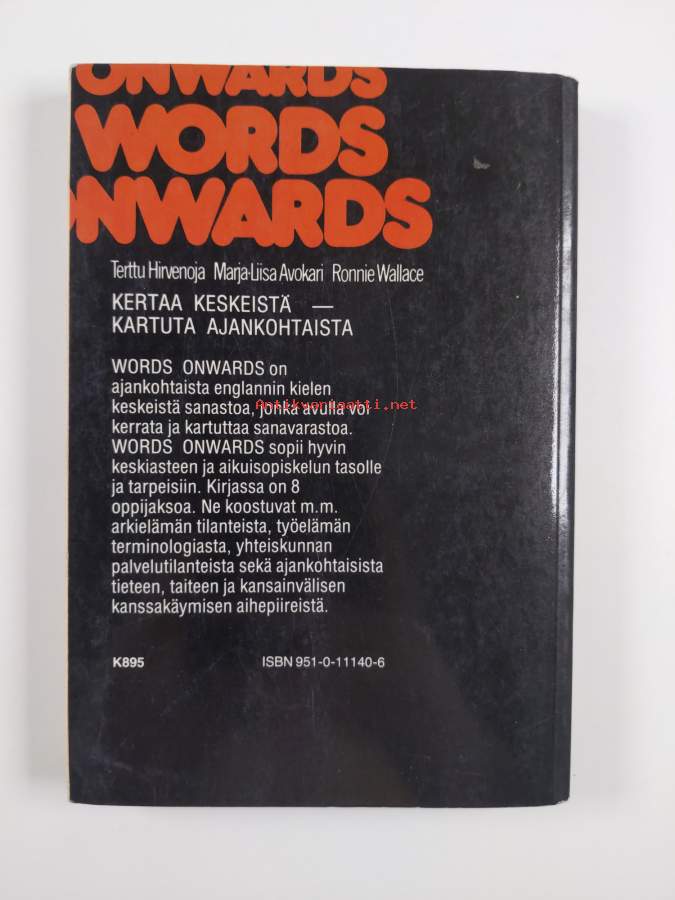 ONWARDS
WORDS
ONWARDS
Terttu Hirvenoja Marja-Liisa Avokari Ronnie Wallace
KERTAA KESKEISTÄ —
KARTUTA AJANKOHTAISTA
WORDS ONWARDS on
ajankohtaista englannin kielen
keskeistä sanastoa, jonka avulla voi
Antikvariaatti.net
kerrata ja kartuttaa sanavarastoa.
WORDS ONWARDS sopii hyvin
keskiasteen ja aikuisopiskelun tasolle
ja tarpeisiin. Kirjassa on 8
oppijaksoa. Ne koostuvat m.m.
arkielämän tilanteista, työelämän
terminologiasta, yhteiskunnan
palvelutilanteista sekä ajankohtaisista
tieteen, taiteen ja kansainvälisen
kanssakäymisen aihepiireistä.
K895 ISBN 951-0-11140-6